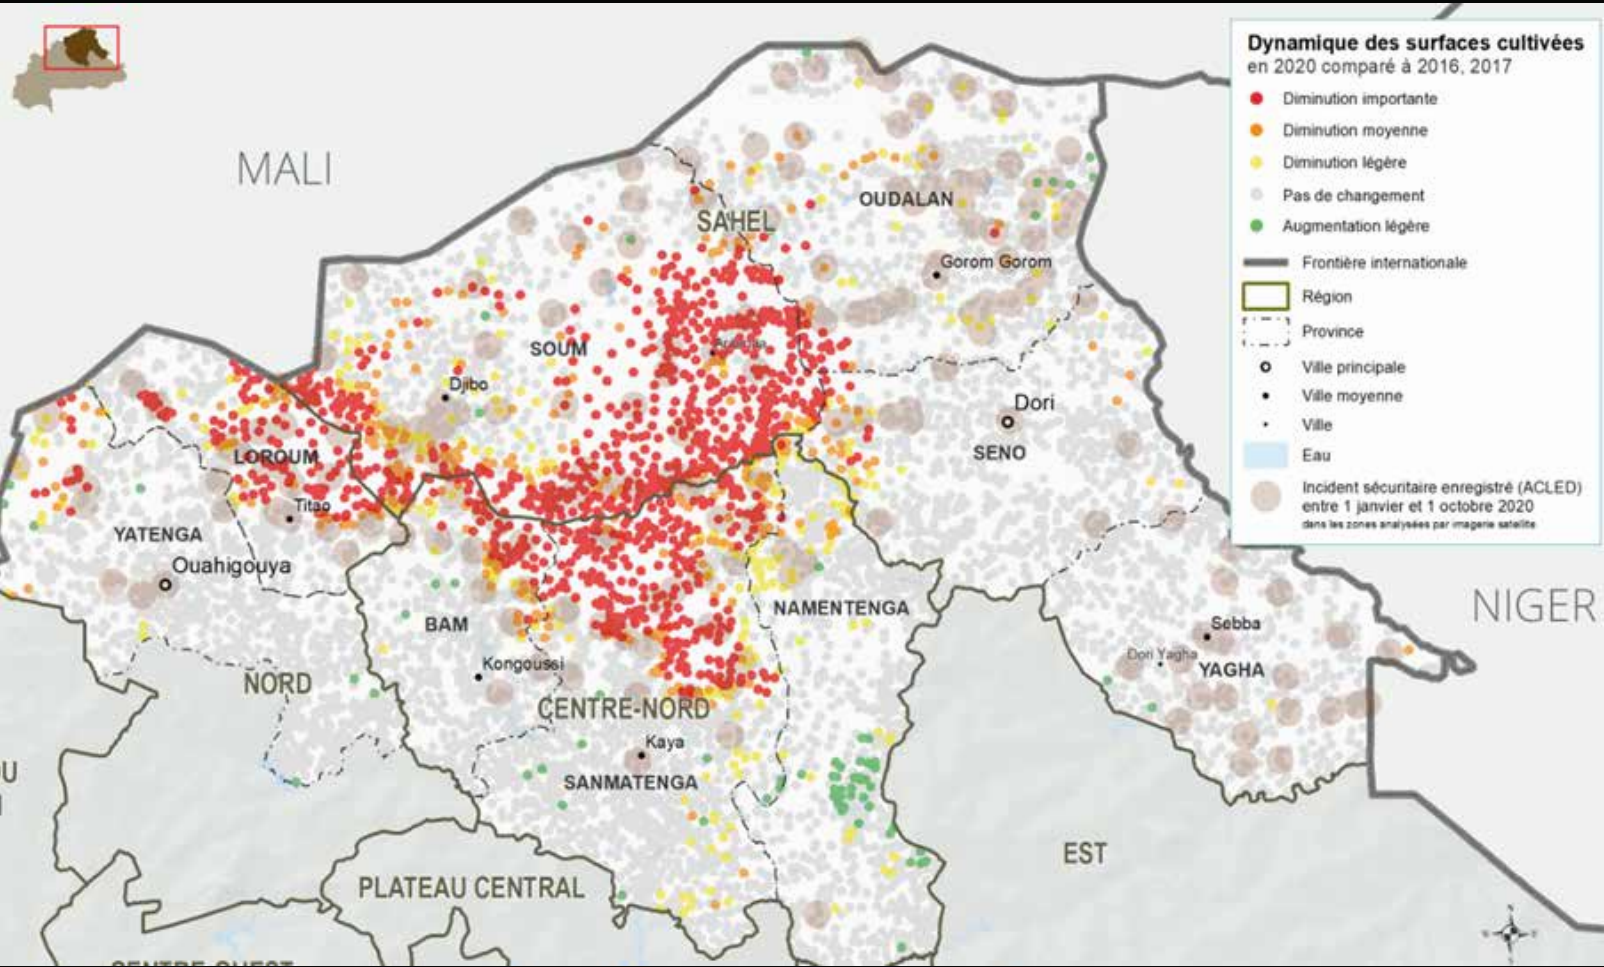 Dynamique des surfaces cultivées
en 2020 comparé à 2016, 2017
Diminution importante
Diminution moyenne
Diminution légère
Pas de changement
Augmentation légère
Frontière internationale
Région
Province
Ville principale
Ville moyenne
Ville
Eau
Incident sécuritaire enregistré (ACLED)
entre 1 janvier et 1 octobre 2020
dans les zones analysées par imagerie satellite
MALI
OUDALAN
SAHEL
Gorom Gorom
SOUM
Djibo
Dori
SENO
LOROUM
Titao
YATENGA
Ouahigouya
NIGER
NAMENTENGA
BAM
Sebba
Dori Yagha
YAGHA
Kongoussi
NORD
CENTRE-NORD
Kaya
SANMATENGA
EST
PLATEAU CENTRAL